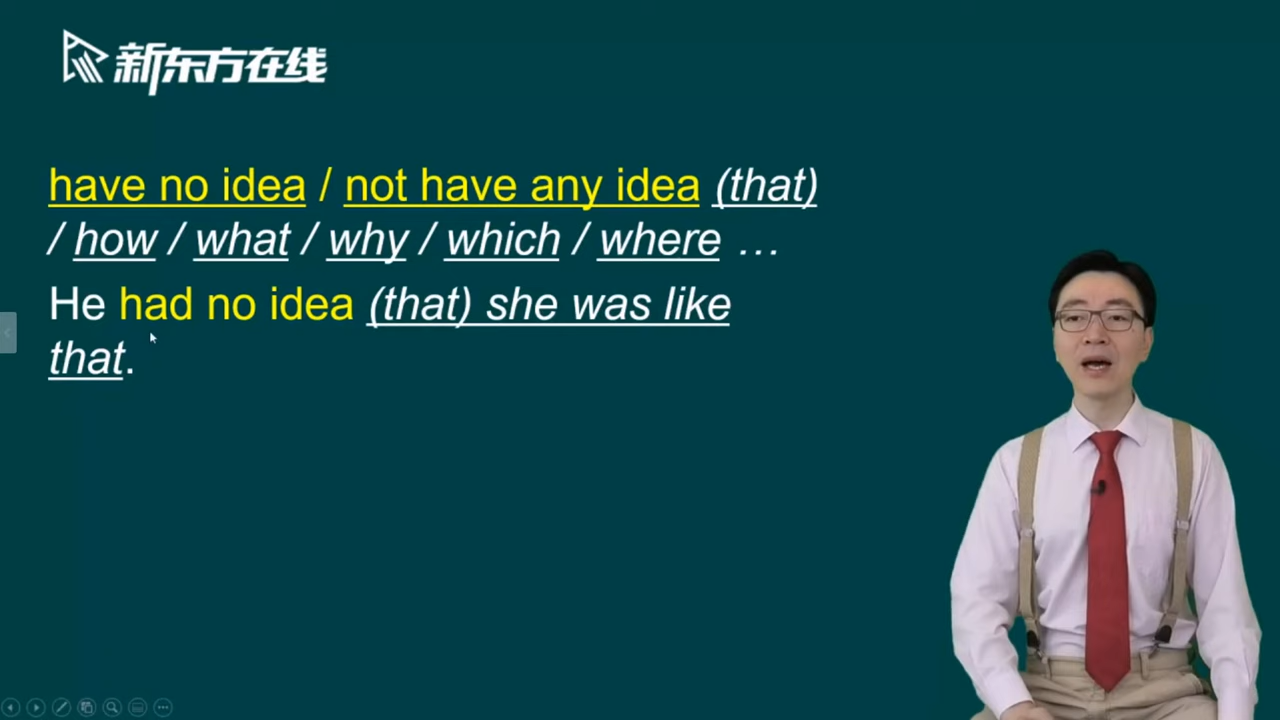 新东方在线
have no idea / not have any idea (that)
/ how / what / why / which / where …
He had no idea (that) she was like
that.